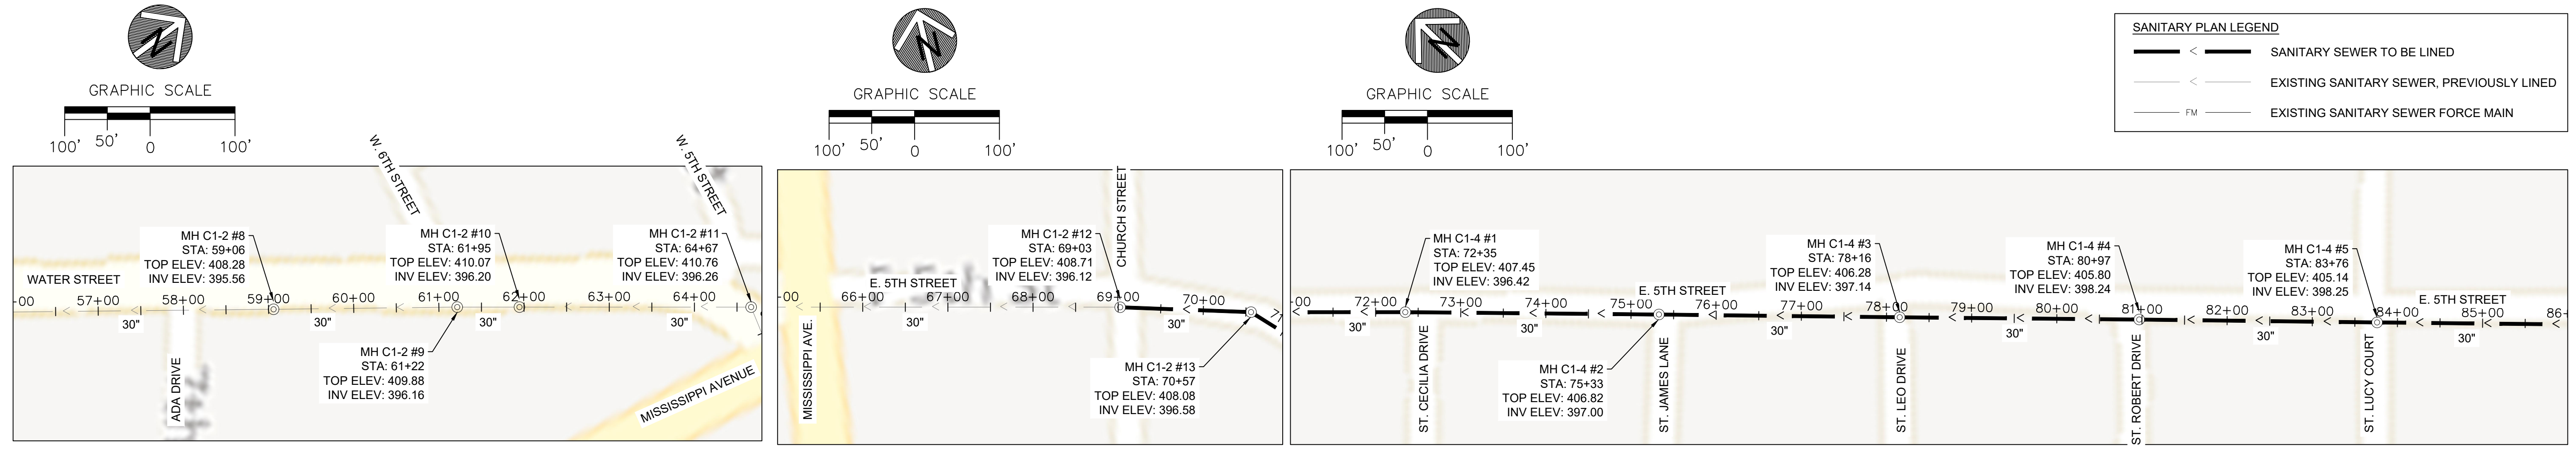 N
GRAPHIC SCALE
100' 50' 0 100'
N
GRAPHIC SCALE
100' 50' 0 100'
N
GRAPHIC SCALE
100' 50' 0 100'
SANITARY PLAN LEGEND
SANITARY SEWER TO BE LINED
EXISTING SANITARY SEWER, PREVIOUSLY LINED
FM EXISTING SANITARY SEWER FORCE MAIN
W. 6TH STREET
W. 5TH STREET
MH C1-2 #8
STA: 59+06
TOP ELEV: 408.28
INV ELEV: 395.56
MH C1-2 #10
STA: 61+95
TOP ELEV: 410.07
INV ELEV: 396.20
MH C1-2 #11
STA: 64+67
TOP ELEV: 410.76
INV ELEV: 396.26
WATER STREET
+00 57+00 58+00 59+00 60+00 61+00 62+00 63+00 64+00
30" 30" 30" 30"
MH C1-2 #9
STA: 61+22
TOP ELEV: 409.88
INV ELEV: 396.16
ADA DRIVE
MISSISSIPPI AVENUE
CHURCH STREET
MH C1-2 #12
STA: 69+03
TOP ELEV: 408.71
INV ELEV: 396.12
E. 5TH STREET
+00 66+00 67+00 68+00 69+00 70+00
30" 30"
MISSISSIPPI AVE.
MH C1-2 #13
STA: 70+57
TOP ELEV: 408.08
INV ELEV: 396.58
MH C1-4 #1
STA: 72+35
TOP ELEV: 407.45
INV ELEV: 396.42
MH C1-4 #3
STA: 78+16
TOP ELEV: 406.28
INV ELEV: 397.14
MH C1-4 #4
STA: 80+97
TOP ELEV: 405.80
INV ELEV: 398.24
MH C1-4 #5
STA: 83+76
TOP ELEV: 405.14
INV ELEV: 398.25
E. 5TH STREET
E. 5TH STREET
+00 72+00 73+00 74+00 75+00 76+00 77+00 78+00 79+00 80+00 81+00 82+00 83+00 84+00 85+00 86+
30" 30" 30" 30" 30" 30"
MH C1-4 #2
STA: 75+33
TOP ELEV: 406.82
INV ELEV: 397.00
ST. CECILIA DRIVE
ST. JAMES LANE
ST. LEO DRIVE
ST. ROBERT DRIVE
ST. LUCY COURT